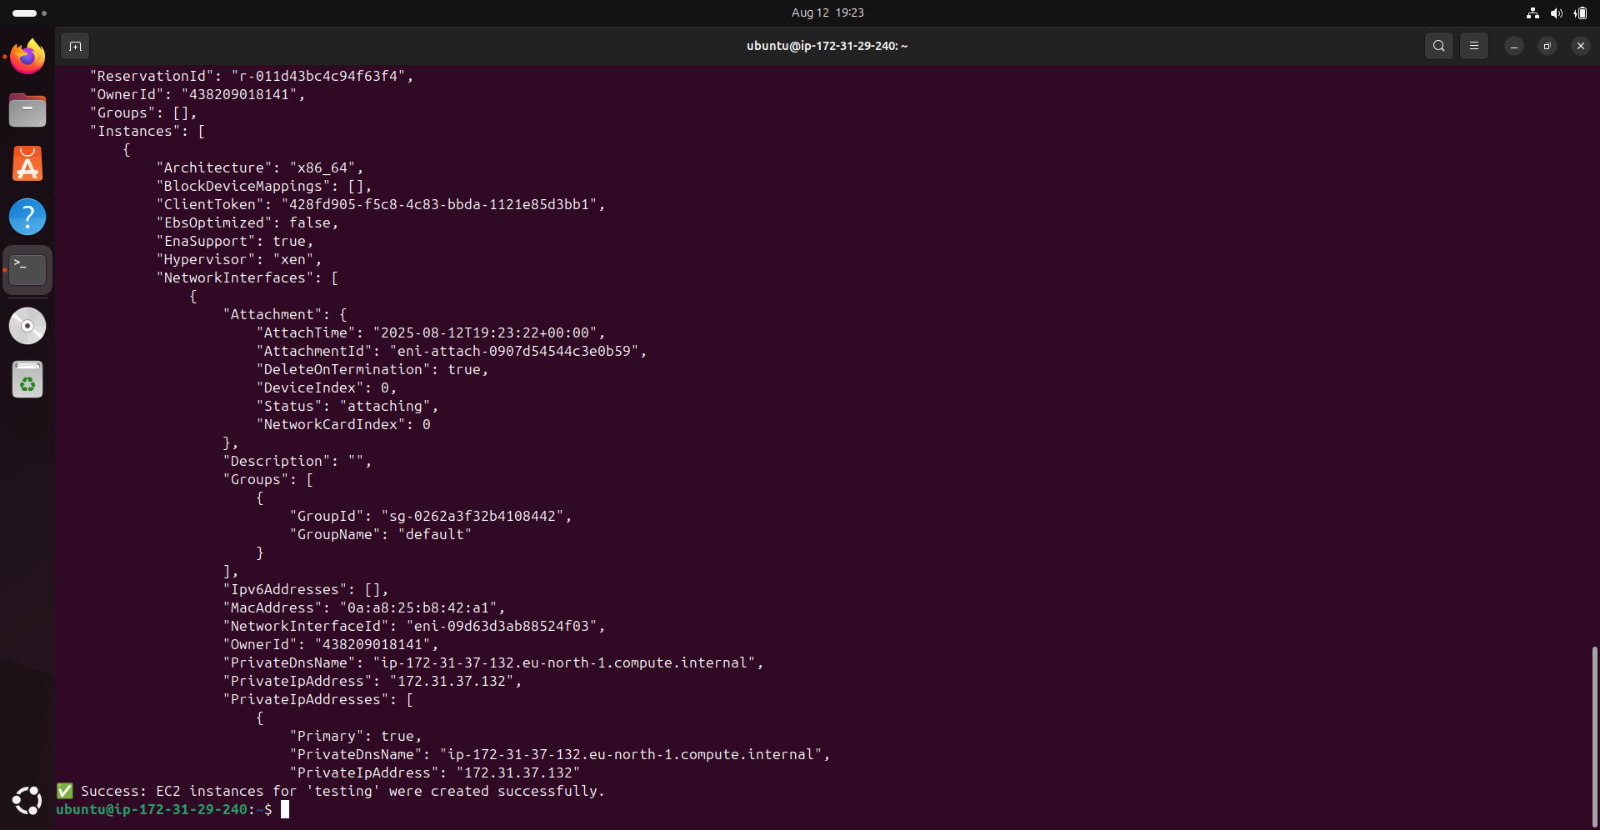 Aug 12 19:23
ubuntu@ip-172-31-29-240: ~
"ReservationId": "r-011d43bc4c94f63f4",
"OwnerId": "438209018141",
"Groups": [],
"Instances": [
{
"Architecture": "x86_64",
"BlockDeviceMappings": [],
"ClientToken": "428fd905-f5c8-4c83-bbda-1121e85d3bb1",
"EbsOptimized": false,
"EnaSupport": true,
"Hypervisor": "xen",
"NetworkInterfaces": [
{
"Attachment": {
"AttachTime": "2025-08-12T19:23:22+00:00",
"AttachmentId": "eni-attach-0907d54544c3e0b59",
"DeleteOnTermination": true,
"DeviceIndex": 0,
"Status": "attaching",
"NetworkCardIndex": 0
},
"Description": "",
"Groups": [
{
"GroupId": "sg-0262a3f32b4108442",
"GroupName": "default"
}
],
"Ipv6Addresses": [],
"MacAddress": "0a:a8:25:b8:42:a1",
"NetworkInterfaceId": "eni-09d63d3ab88524f03",
"OwnerId": "438209018141",
"PrivateDnsName": "ip-172-31-37-132.eu-north-1.compute.internal",
"PrivateIpAddress": "172.31.37.132",
"PrivateIpAddresses": [
{
"Primary": true,
"PrivateDnsName": "ip-172-31-37-132.eu-north-1.compute.internal",
"PrivateIpAddress": "172.31.37.132"
✅ Success: EC2 instances for 'testing' were created successfully.
ubuntu@ip-172-31-29-240:~$